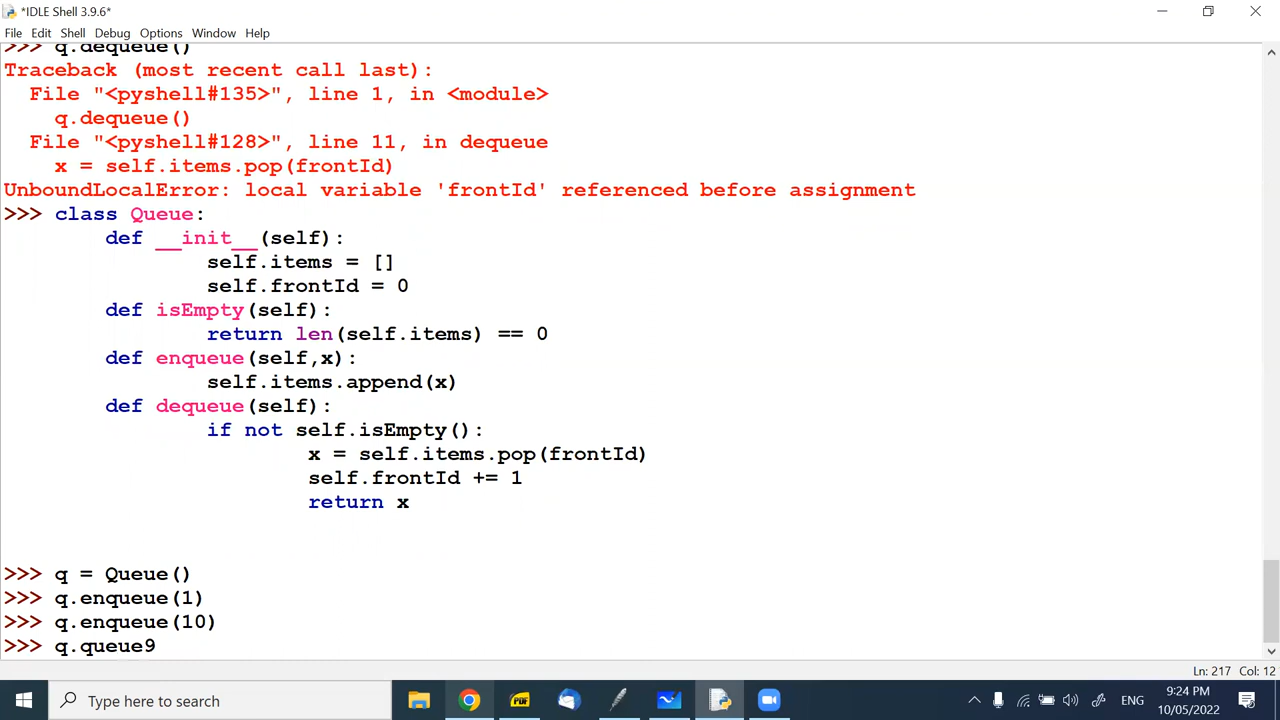 *IDLE Shell 3.9.6*
File Edit Shell Debug Options Window Help
>>> q.dequeue()
Traceback (most recent call last):
  File "<pyshell#135>", line 1, in <module>
    q.dequeue()
  File "<pyshell#128>", line 11, in dequeue
    x = self.items.pop(frontId)
UnboundLocalError: local variable 'frontId' referenced before assignment
>>> class Queue:
        def __init__(self):
                self.items = []
                self.frontId = 0
        def isEmpty(self):
                return len(self.items) == 0
        def enqueue(self,x):
                self.items.append(x)
        def dequeue(self):
                if not self.isEmpty():
                        x = self.items.pop(frontId)
                        self.frontId += 1
                        return x
>>> q = Queue()
>>> q.enqueue(1)
>>> q.enqueue(10)
>>> q.queue9
Ln: 217 Col: 12
Type here to search
PDF
ENG
9:24 PM
10/05/2022